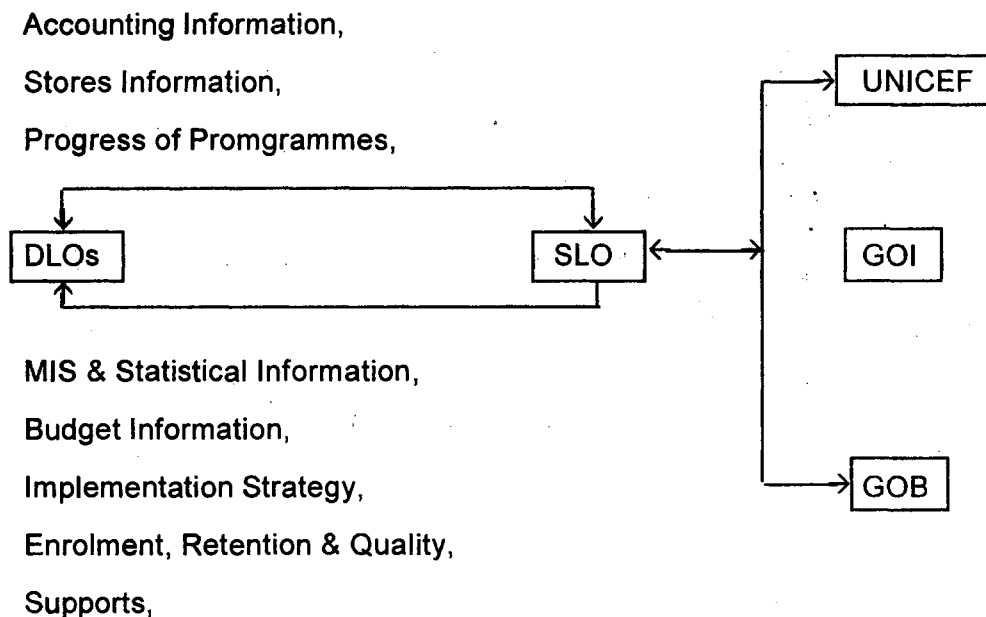 Accounting Information,
Stores Information,
UNICEF
Progress of Promgrammes,
DLOs
SLO
GOI
MIS & Statistical Information,
Budget Information,
Implementation Strategy,
GOB
Enrolment, Retention & Quality,
Supports,